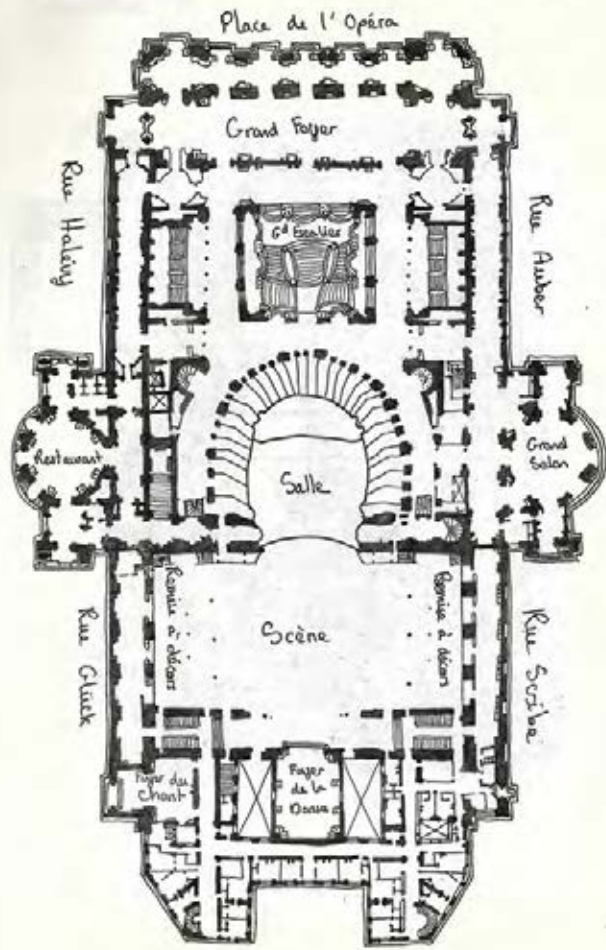 Place de l'Opéra
Grand Foyer
Rue Halévy
Rue Auber
Gd Escalier
Restaurant
Grand
Salon
Salle
Remise à décors
Remise à décors
Scène
Rue Glück
Rue Scribe
Foyer du
Chant
Foyer
de la
Danse